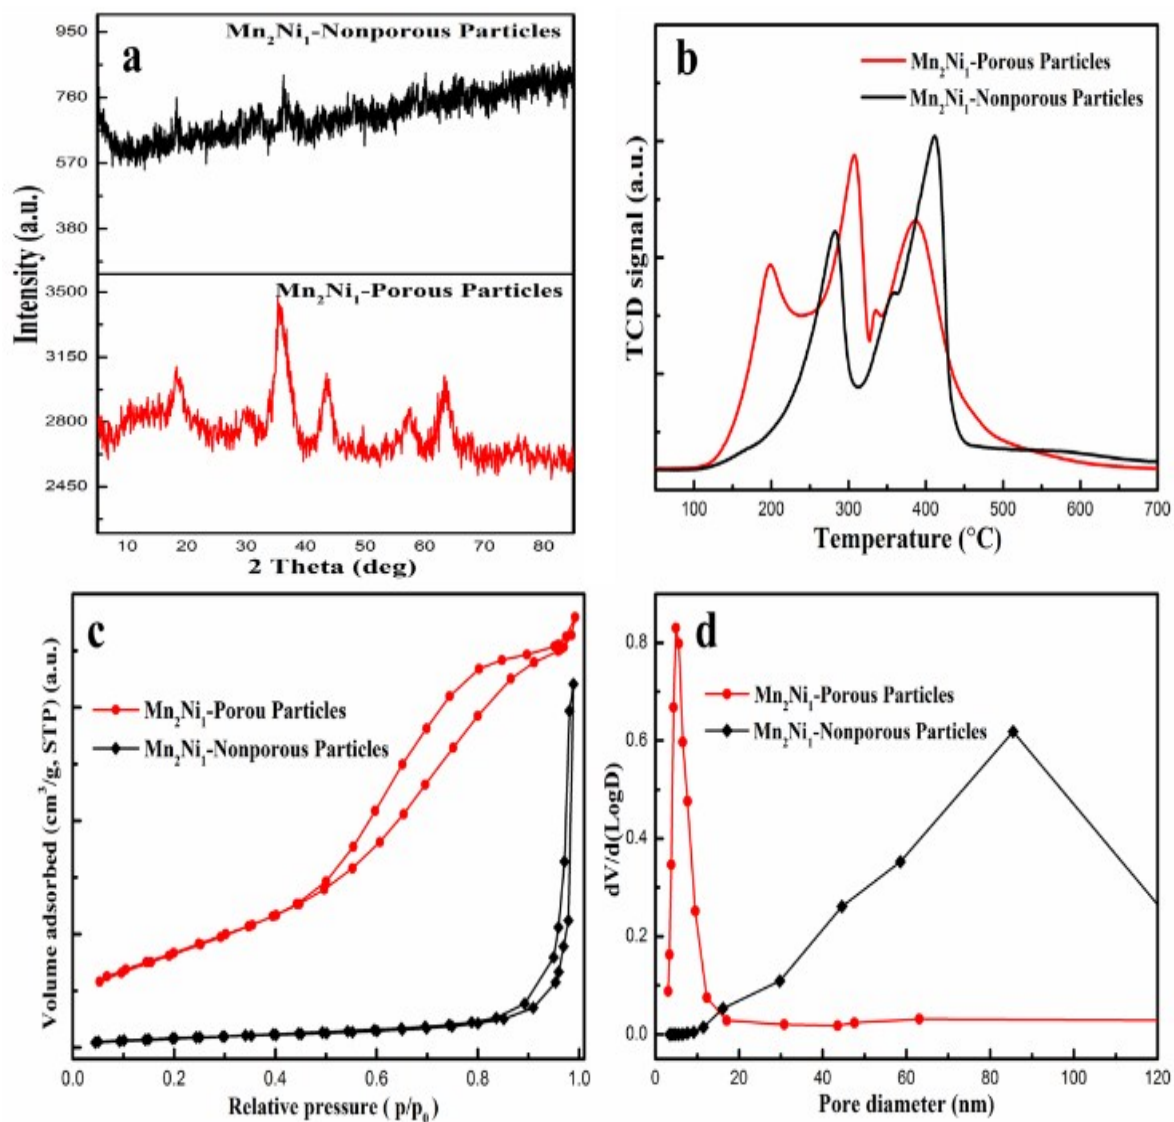 a
Mn₂Ni₁-Nonporous Particles
950
760
570
380
Mn₂Ni₁-Porous Particles
3500
3150
2800
2450
Intensity (a.u.)
10 20 30 40 50 60 70 80
2 Theta (deg)
b
Mn₂Ni₁-Porous Particles
Mn₂Ni₁-Nonporous Particles
TCD signal (a.u.)
100 200 300 400 500 600 700
Temperature (°C)
c
Mn₂Ni₁-Porou Particles
Mn₂Ni₁-Nonporous Particles
Volume adsorbed (cm³/g, STP) (a.u.)
0.0 0.2 0.4 0.6 0.8 1.0
Relative pressure ( p/p₀)
d
Mn₂Ni₁-Porous Particles
Mn₂Ni₁-Nonporous Particles
0.8
0.6
0.4
0.2
0.0
dV/d(LogD)
0 20 40 60 80 100 120
Pore diameter (nm)